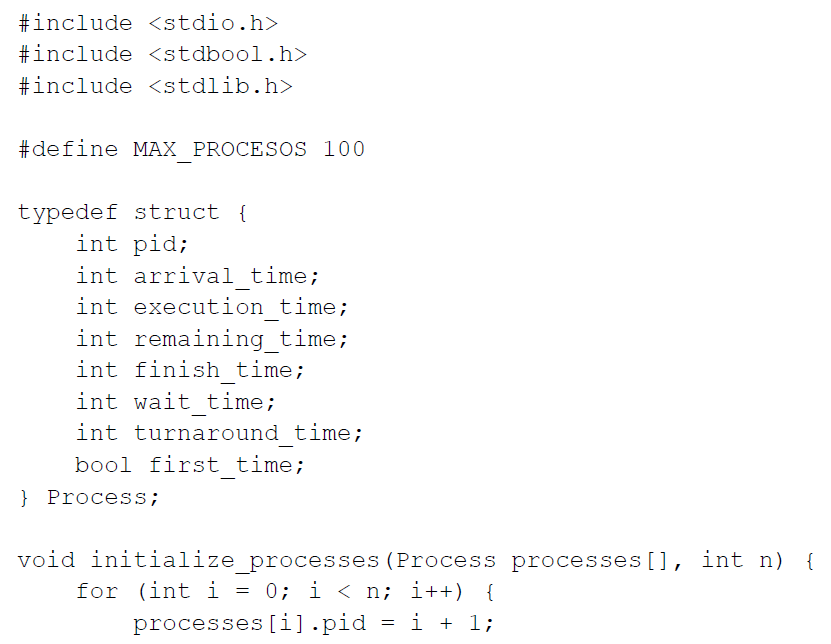 #include <stdio.h>
#include <stdbool.h>
#include <stdlib.h>

#define MAX_PROCESOS 100

typedef struct {
    int pid;
    int arrival_time;
    int execution_time;
    int remaining_time;
    int finish_time;
    int wait_time;
    int turnaround_time;
    bool first_time;
} Process;

void initialize_processes(Process processes[], int n) {
    for (int i = 0; i < n; i++) {
        processes[i].pid = i + 1;